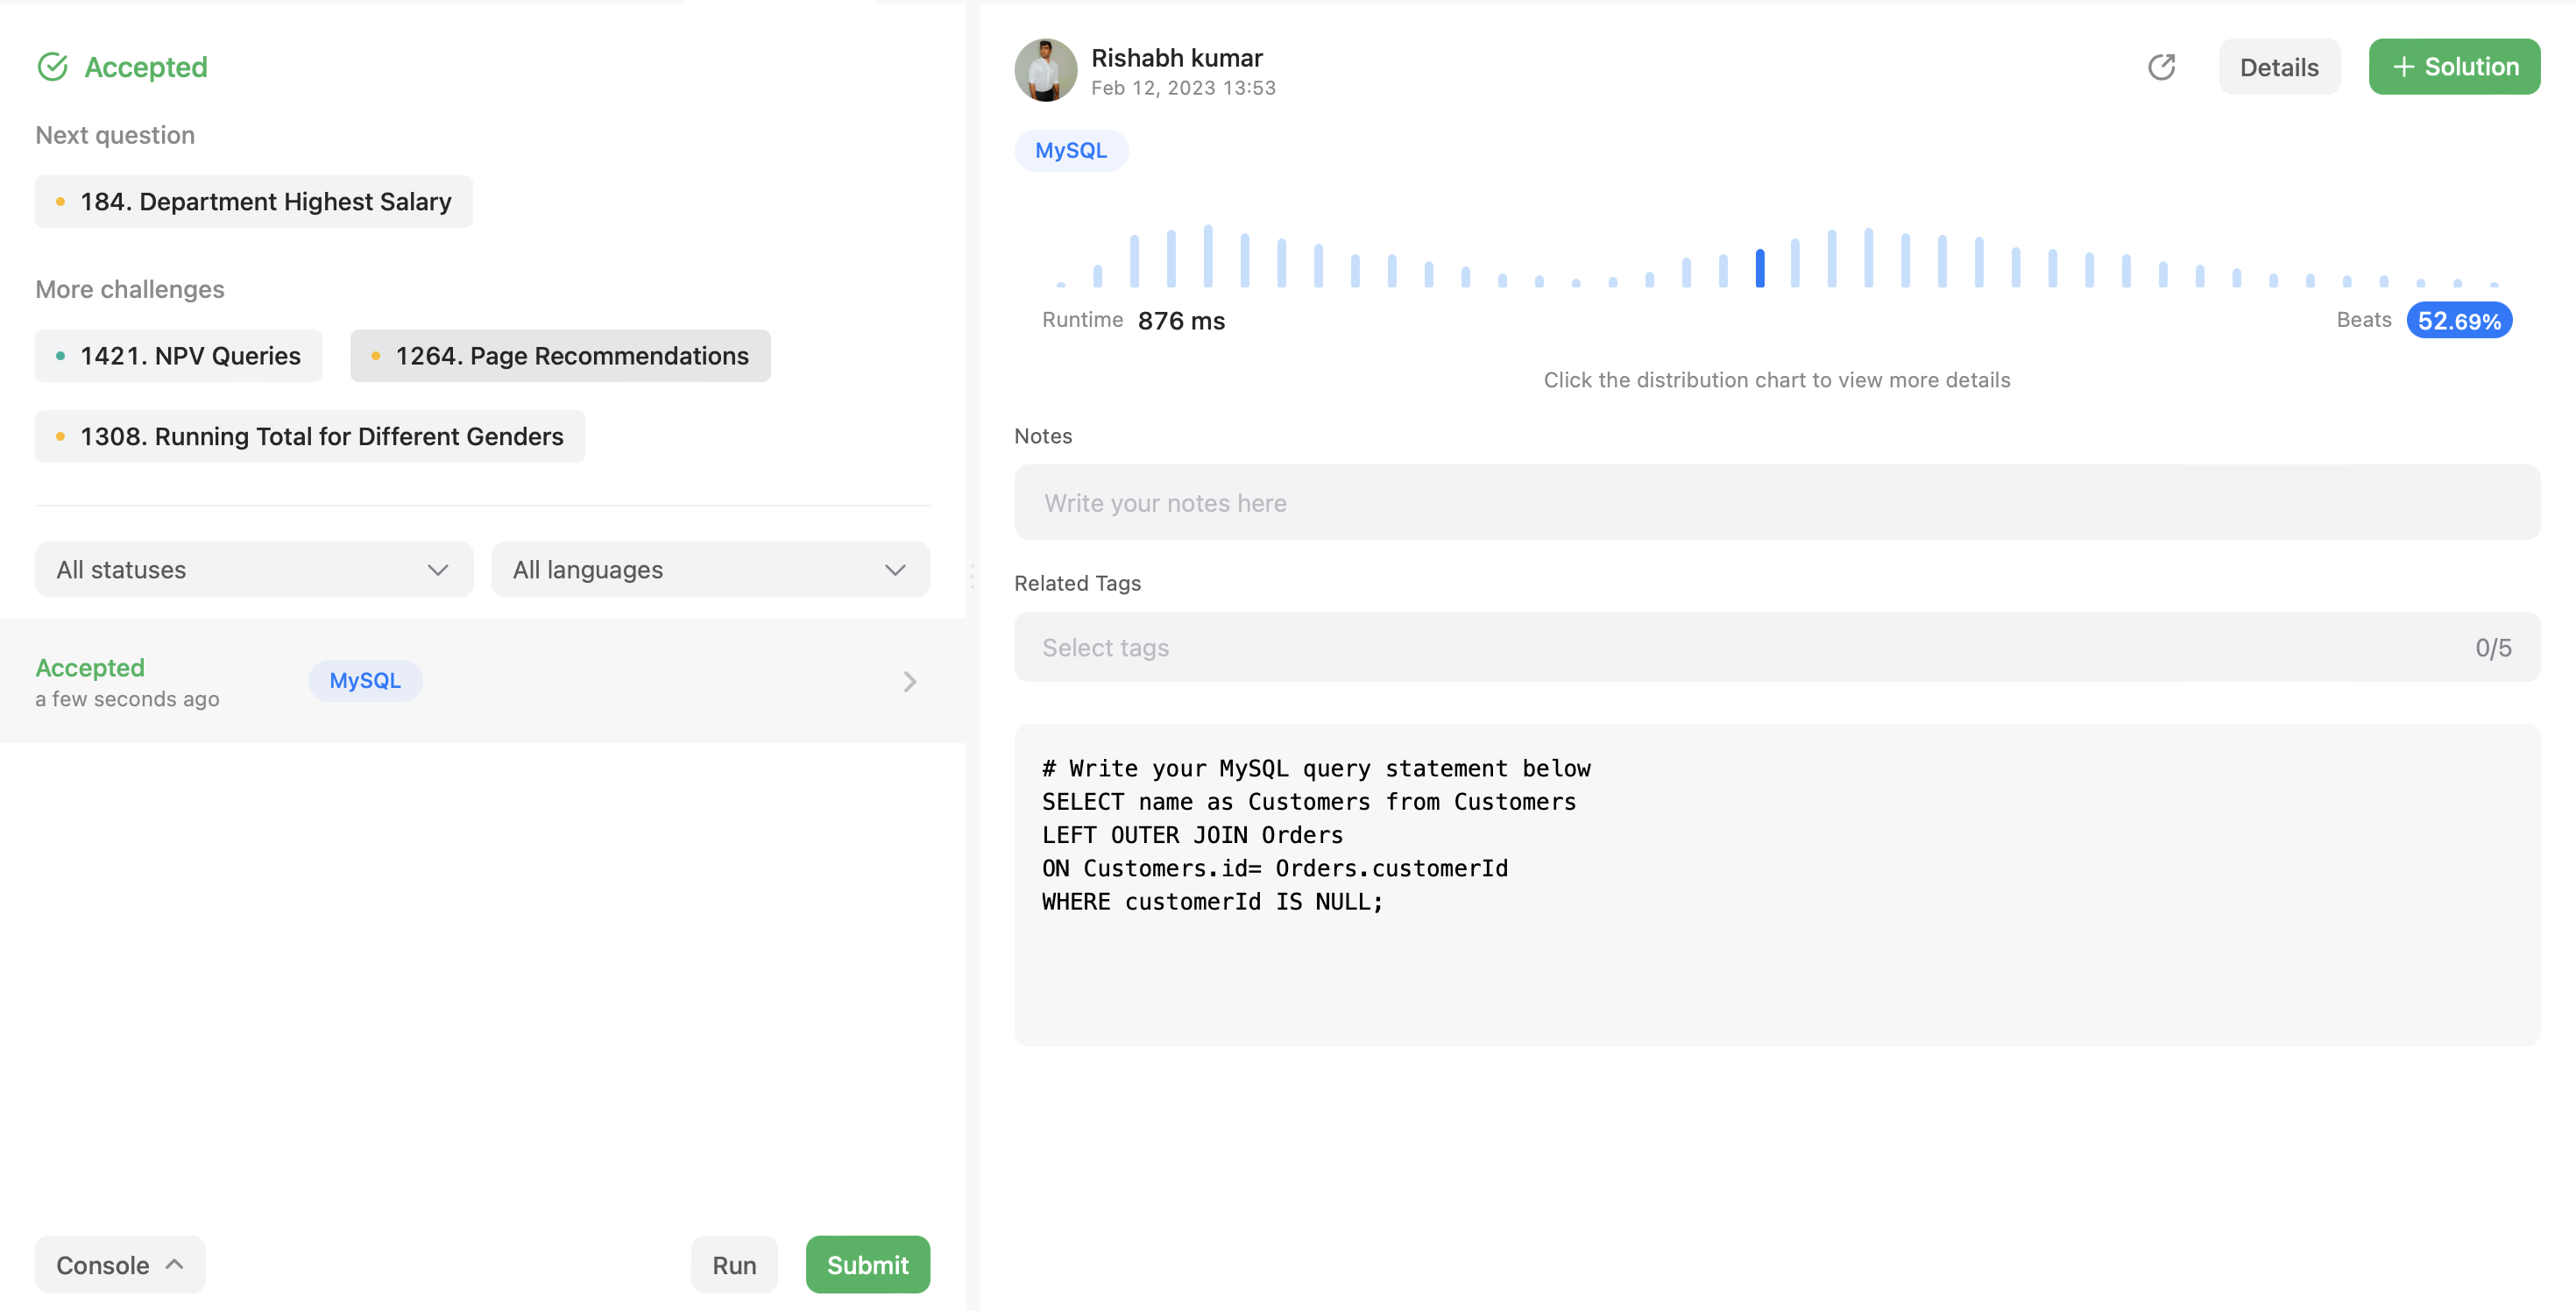 Accepted
Next question
184. Department Highest Salary
More challenges
1421. NPV Queries
1264. Page Recommendations
1308. Running Total for Different Genders
All statuses
All languages
Accepted
a few seconds ago
MySQL
Console
Run
Submit
Rishabh kumar
Feb 12, 2023 13:53
Details
+ Solution
MySQL
Runtime 876 ms
Beats 52.69%
Click the distribution chart to view more details
Notes
Write your notes here
Related Tags
Select tags
0/5
# Write your MySQL query statement below
SELECT name as Customers from Customers
LEFT OUTER JOIN Orders
ON Customers.id= Orders.customerId
WHERE customerId IS NULL;